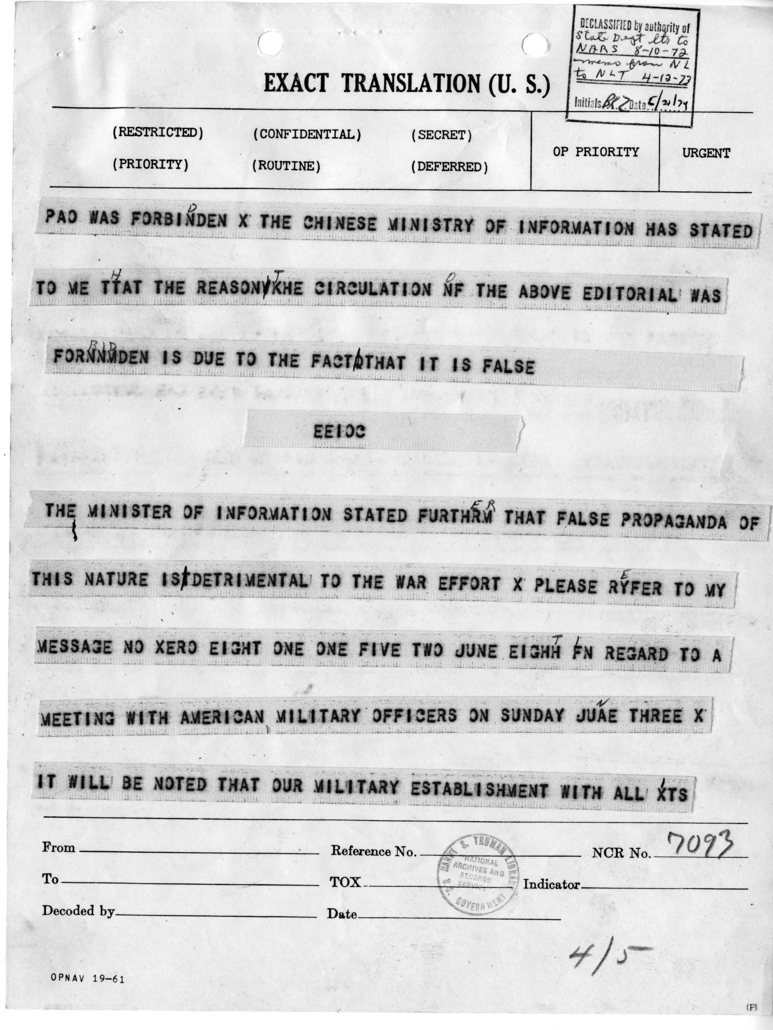 DECLASSIFIED by authority of
State Dept ltr to
NARS 8-10-72
memo from NL
to NLT 4-12-73
Initials Date 6/21/74
EXACT TRANSLATION (U. S.)
(RESTRICTED) (CONFIDENTIAL) (SECRET)
(PRIORITY) (ROUTINE) (DEFERRED)
OP PRIORITY URGENT
PAO WAS FORBINDEN X THE CHINESE MINISTRY OF INFORMATION HAS STATED
D
TO ME TTAT THE REASONYKHE CIRCULATION NF THE ABOVE EDITORIAL WAS
H T O
FORNNMDEN IS DUE TO THE FACT THAT IT IS FALSE
BID
EEIOC
THE MINISTER OF INFORMATION STATED FURTHRM THAT FALSE PROPAGANDA OF
ER
THIS NATURE IS DETRIMENTAL TO THE WAR EFFORT X PLEASE RYFER TO MY
E
MESSAGE NO XERO EIGHT ONE ONE FIVE TWO JUNE EIGHH FN REGARD TO A
T I
MEETING WITH AMERICAN MILITARY OFFICERS ON SUNDAY JUAE THREE X
N
IT WILL BE NOTED THAT OUR MILITARY ESTABLISHMENT WITH ALL XTS
I
From Reference No. NCR No. 7093
To TOX Indicator
Decoded by Date
HARRY S. TRUMAN LIBRARY
NATIONAL
ARCHIVES AND
RECORDS
SERVICE
U.S. GOVERNMENT
4/5
OPNAV 19-61
(F)